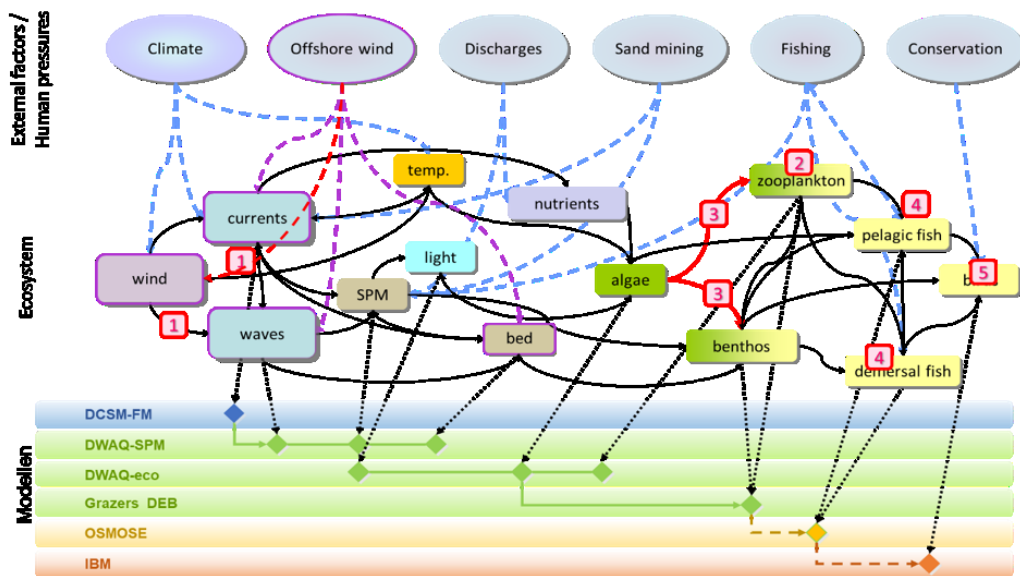 External factors /
Human pressures
Climate
Offshore wind
Discharges
Sand mining
Fishing
Conservation
Ecosystem
temp.
2
zooplankton
currents
nutrients
3
4
pelagic fish
1
light
wind
algae
5
SPM
3
1
waves
bed
benthos
4
demersal fish
Modellen
DCSM-FM
DWAQ-SPM
DWAQ-eco
Grazers DEB
OSMOSE
IBM